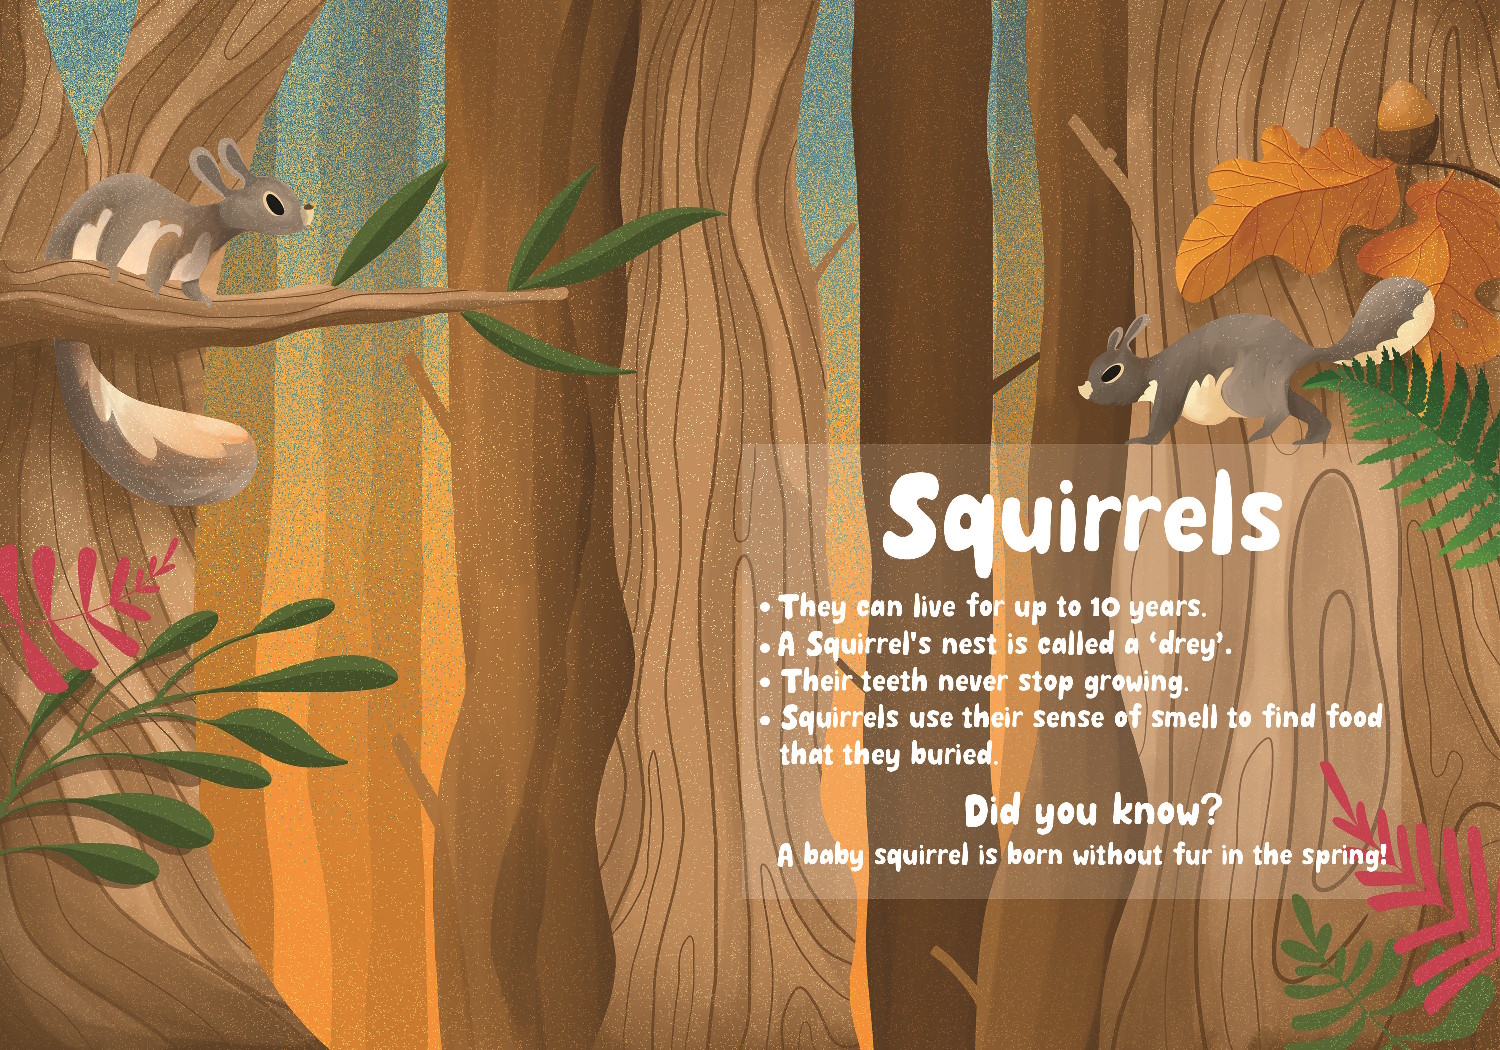 Squirrels
• They can live for up to 10 years.
• A Squirrel's nest is called a ‘drey’.
• Their teeth never stop growing.
• Squirrels use their sense of smell to find food
that they buried.
Did you know?
A baby squirrel is born without fur in the spring!